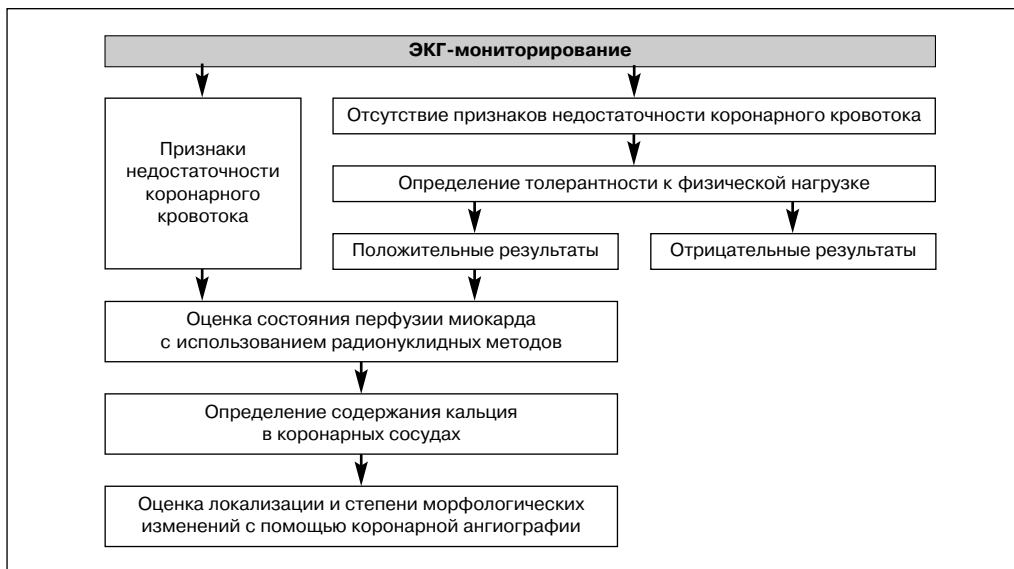 ЭКГ-мониторирование
Признаки
недостаточности
коронарного
кровотока
Отсутствие признаков недостаточности коронарного кровотока
Определение толерантности к физической нагрузке
Положительные результаты
Отрицательные результаты
Оценка состояния перфузии миокарда
с использованием радионуклидных методов
Определение содержания кальция
в коронарных сосудах
Оценка локализации и степени морфологических
изменений с помощью коронарной ангиографии